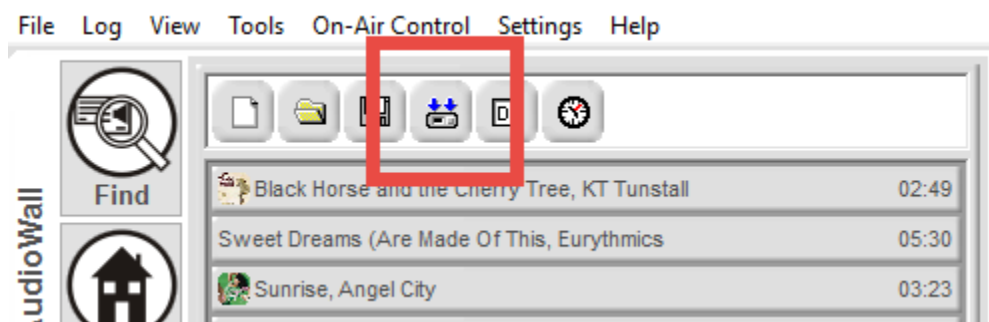 File Log View Tools On-Air Control Settings Help
D
Find
Black Horse and the Cherry Tree, KT Tunstall 02:49
Sweet Dreams (Are Made Of This, Eurythmics 05:30
Sunrise, Angel City 03:23
udioWall